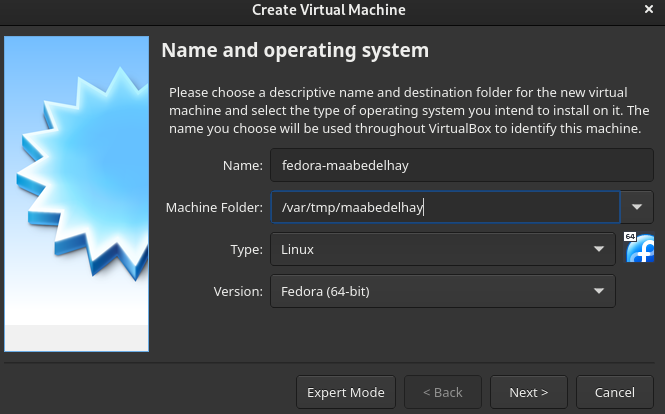 Create Virtual Machine ×
Name and operating system
Please choose a descriptive name and destination folder for the new virtual
machine and select the type of operating system you intend to install on it. The
name you choose will be used throughout VirtualBox to identify this machine.
Name: fedora-maabedelhay
Machine Folder: /var/tmp/maabedelhay
Type: Linux 64
Version: Fedora (64-bit)
Expert Mode < Back Next > Cancel